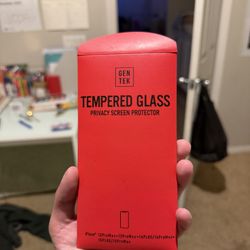 GEN
TEK
TEMPERED GLASS
PRIVACY SCREEN PROTECTOR